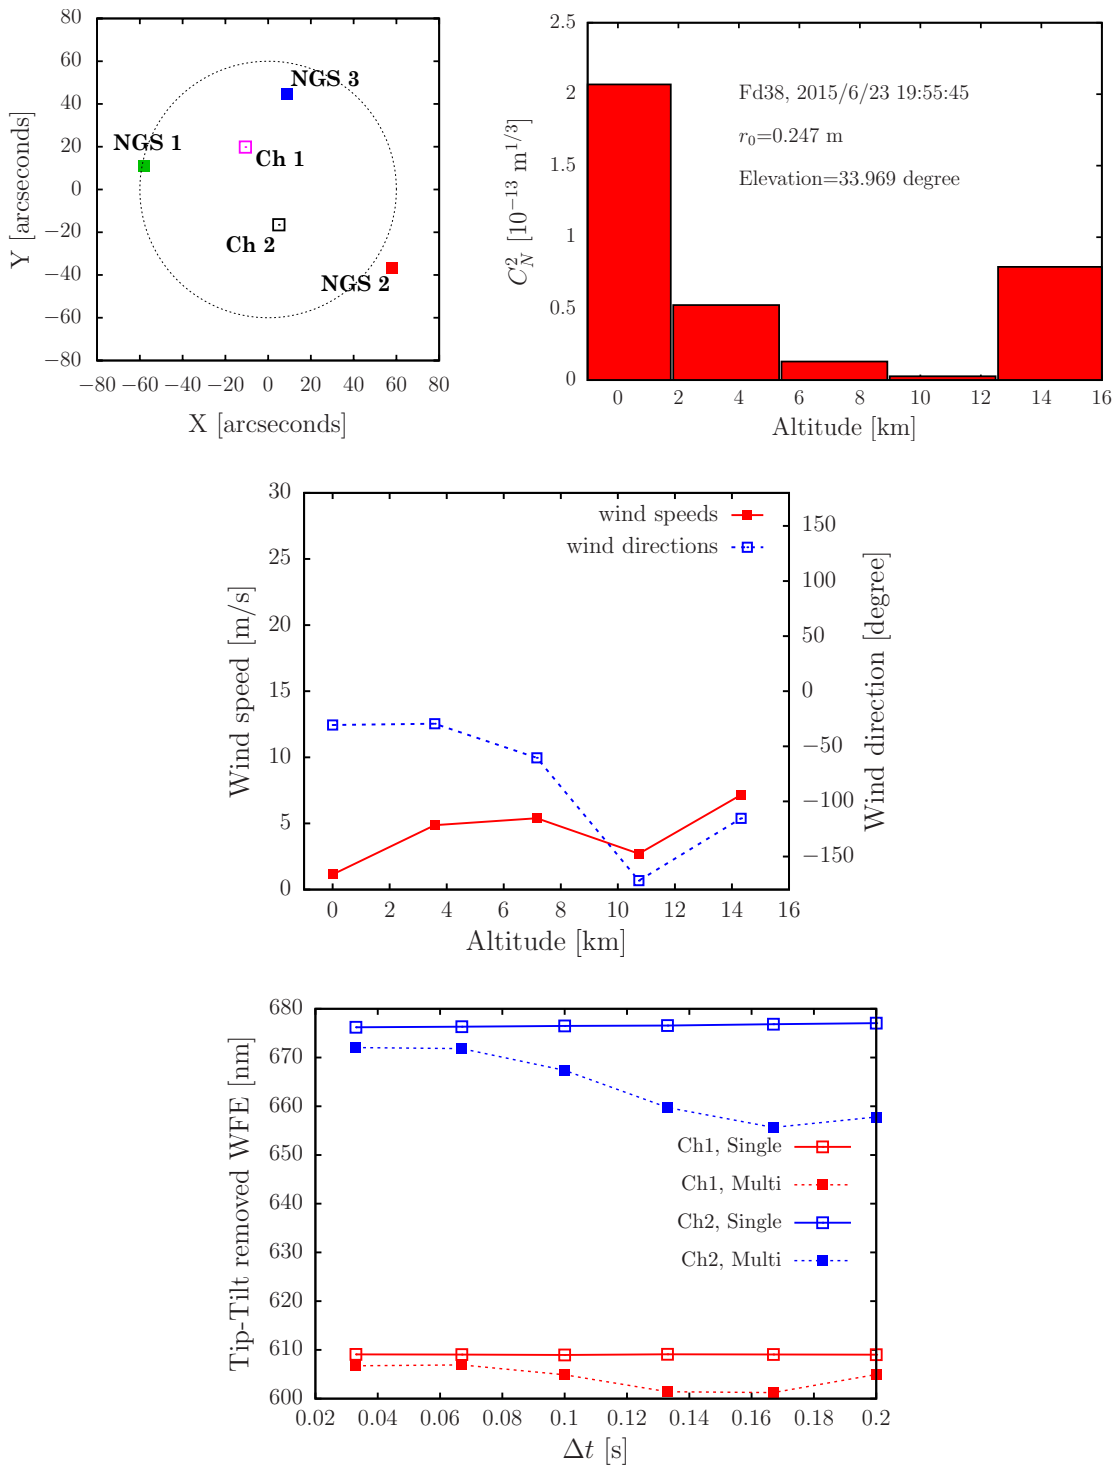 80
60
40
20
0
−20
−40
−60
−80
−80 −60 −40 −20 0 20 40 60 80
X [arcseconds]
Y [arcseconds]
NGS 3
NGS 1
Ch 1
Ch 2
NGS 2
2.5
2
1.5
1
0.5
0
0 2 4 6 8 10 12 14 16
Altitude [km]
C_N^2 [10^{−13} m^{1/3}]
Fd38, 2015/6/23 19:55:45
r_0=0.247 m
Elevation=33.969 degree
30
25
20
15
10
5
0
0 2 4 6 8 10 12 14 16
Altitude [km]
Wind speed [m/s]
wind speeds
wind directions
150
100
50
0
−50
−100
−150
Wind direction [degree]
680
670
660
650
640
630
620
610
600
0.02 0.04 0.06 0.08 0.1 0.12 0.14 0.16 0.18 0.2
Δt [s]
Tip-Tilt removed WFE [nm]
Ch1, Single
Ch1, Multi
Ch2, Single
Ch2, Multi